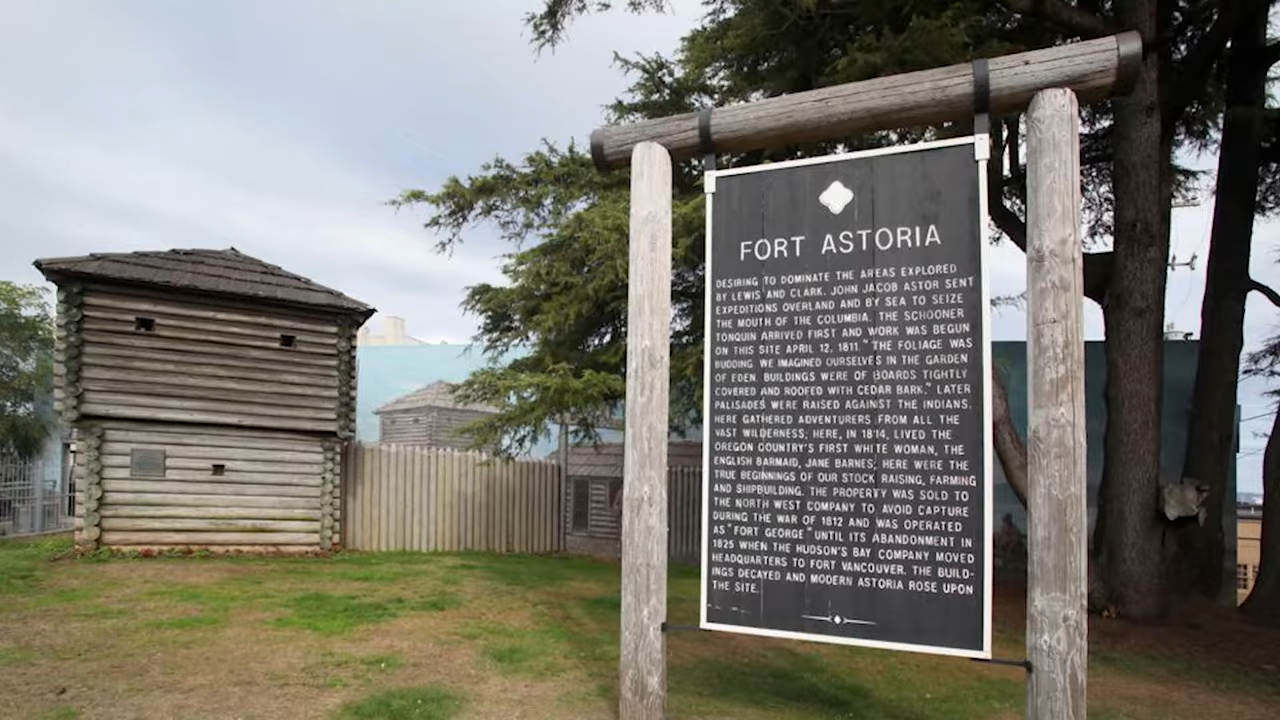 FORT ASTORIA
DESIRING TO DOMINATE THE AREAS EXPLORED
BY LEWIS AND CLARK, JOHN JACOB ASTOR SENT
EXPEDITIONS OVERLAND AND BY SEA TO SEIZE
THE MOUTH OF THE COLUMBIA. THE SCHOONER
TONQUIN ARRIVED FIRST AND WORK WAS BEGUN
ON THIS SITE APRIL 12, 1811. "THE FOLIAGE WAS
BUDDING. WE IMAGINED OURSELVES IN THE GARDEN
OF EDEN. BUILDINGS WERE OF BOARDS TIGHTLY
COVERED AND ROOFED WITH CEDAR BARK." LATER
PALISADES WERE RAISED AGAINST THE INDIANS.
HERE GATHERED ADVENTURERS FROM ALL THE
VAST WILDERNESS; HERE, IN 1814, LIVED THE
OREGON COUNTRY'S FIRST WHITE WOMAN, THE
ENGLISH BARMAID, JANE BARNES; HERE WERE THE
TRUE BEGINNINGS OF OUR STOCK RAISING, FARMING
AND SHIPBUILDING. THE PROPERTY WAS SOLD TO
THE NORTH WEST COMPANY TO AVOID CAPTURE
DURING THE WAR OF 1812 AND WAS OPERATED
AS "FORT GEORGE" UNTIL ITS ABANDONMENT IN
1825 WHEN THE HUDSON'S BAY COMPANY MOVED
HEADQUARTERS TO FORT VANCOUVER. THE BUILD-
INGS DECAYED AND MODERN ASTORIA ROSE UPON
THE SITE.